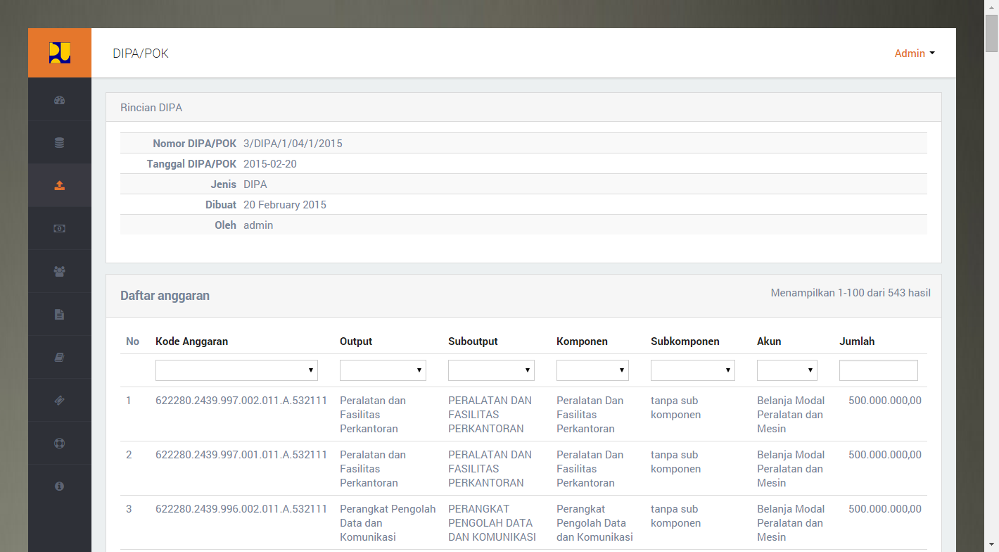 DIPA/POK
Admin
Rincian DIPA
Nomor DIPA/POK 3/DIPA/1/04/1/2015
Tanggal DIPA/POK 2015-02-20
Jenis DIPA
Dibuat 20 February 2015
Oleh admin
Daftar anggaran
Menampilkan 1-100 dari 543 hasil
No Kode Anggaran Output Suboutput Komponen Subkomponen Akun Jumlah
1 622280.2439.997.002.011.A.532111 Peralatan dan PERALATAN DAN Peralatan Dan tanpa sub Belanja Modal 500.000.000,00
Fasilitas FASILITAS Fasilitas komponen Peralatan dan
Perkantoran PERKANTORAN Perkantoran Mesin
2 622280.2439.997.001.011.A.532111 Peralatan dan PERALATAN DAN Peralatan Dan tanpa sub Belanja Modal 500.000.000,00
Fasilitas FASILITAS Fasilitas komponen Peralatan dan
Perkantoran PERKANTORAN Perkantoran Mesin
3 622280.2439.996.002.011.A.532111 Perangkat Pengolah PERANGKAT Perangkat tanpa sub Belanja Modal 500.000.000,00
Data dan PENGOLAH DATA Pengolah Data komponen Peralatan dan
Komunikasi DAN KOMUNIKASI dan Komunikasi Mesin